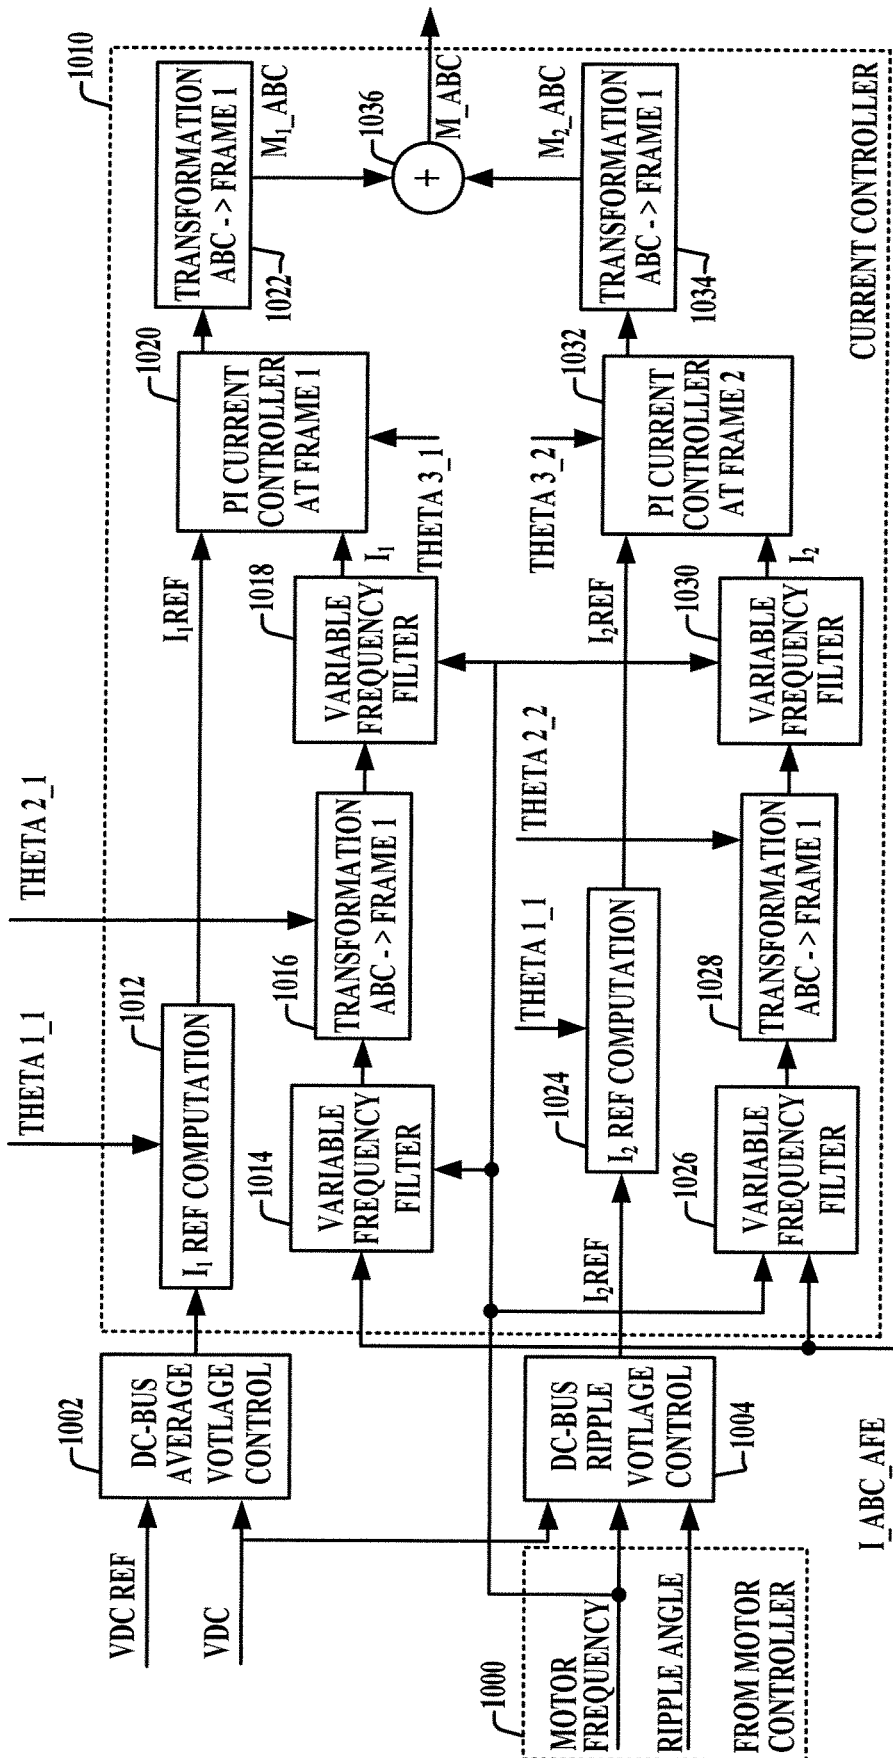 1010
TRANSFORMATION
ABC - > FRAME 1
1022
M₁_ABC
1036
+
M_ABC
M₂_ABC
TRANSFORMATION
ABC - > FRAME 1
1034
CURRENT CONTROLLER
1020
PI CURRENT
CONTROLLER
AT FRAME 1
THETA 3_1
THETA 3_2
1032
PI CURRENT
CONTROLLER
AT FRAME 2
I₁REF
1018
I₁
VARIABLE
FREQUENCY
FILTER
I₂REF
1030
I₂
VARIABLE
FREQUENCY
FILTER
THETA 2_1
1016
TRANSFORMATION
ABC - > FRAME 1
THETA 2_2
1028
TRANSFORMATION
ABC - > FRAME 1
THETA 1_1
1012
I₁ REF COMPUTATION
1014
VARIABLE
FREQUENCY
FILTER
THETA 1_1
1024
I₂ REF COMPUTATION
1026
VARIABLE
FREQUENCY
FILTER
I₂REF
1002
DC-BUS
AVERAGE
VOTLAGE
CONTROL
DC-BUS
RIPPLE
VOTLAGE
CONTROL
1004
I_ABC_AFE
VDC REF
VDC
1000
MOTOR
FREQUENCY
RIPPLE ANGLE
FROM MOTOR
CONTROLLER